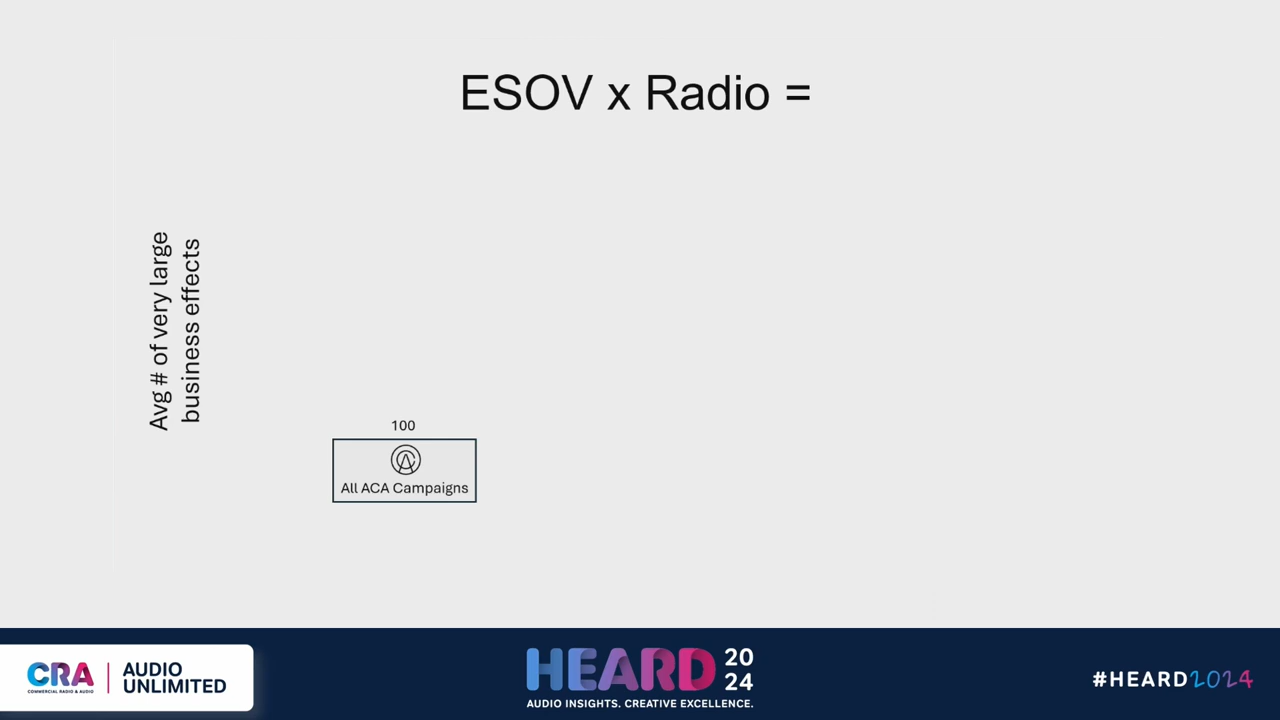 ESOV x Radio =
Avg # of very large
business effects
100
All ACA Campaigns
CRA
COMMERCIAL RADIO & AUDIO
AUDIO
UNLIMITED
HEARD
20
24
AUDIO INSIGHTS. CREATIVE EXCELLENCE.
#HEARD2024